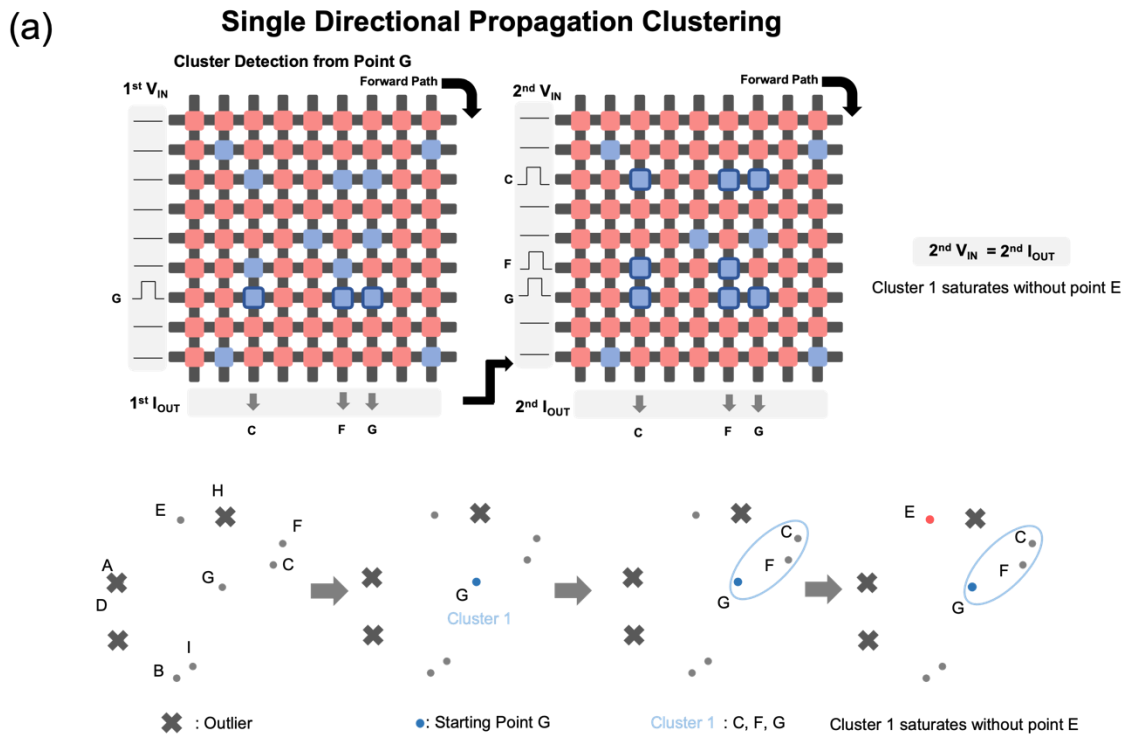 (a)
Single Directional Propagation Clustering
Cluster Detection from Point G
1st VIN
Forward Path
2nd VIN
Forward Path
C
F
G
G
2nd VIN = 2nd IOUT
Cluster 1 saturates without point E
1st IOUT
C
F
G
2nd IOUT
C
F
G
H
E
F
C
A
G
D
I
B
G
Cluster 1
C
F
G
E
C
F
G
: Outlier
: Starting Point G
Cluster 1 : C, F, G
Cluster 1 saturates without point E